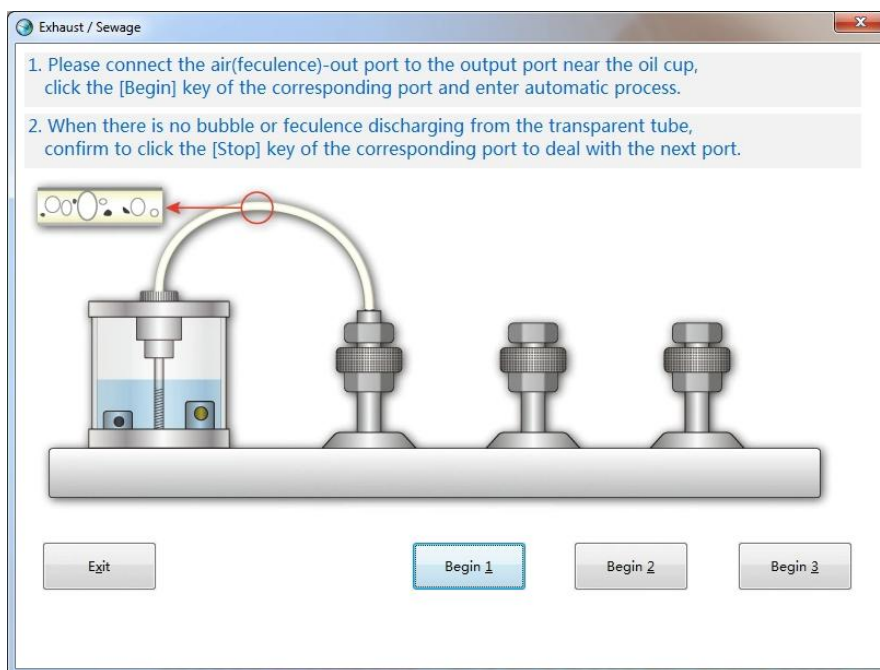 Exhaust / Sewage
1. Please connect the air(feculence)-out port to the output port near the oil cup,
click the [Begin] key of the corresponding port and enter automatic process.
2. When there is no bubble or feculence discharging from the transparent tube,
confirm to click the [Stop] key of the corresponding port to deal with the next port.
Exit
Begin 1
Begin 2
Begin 3